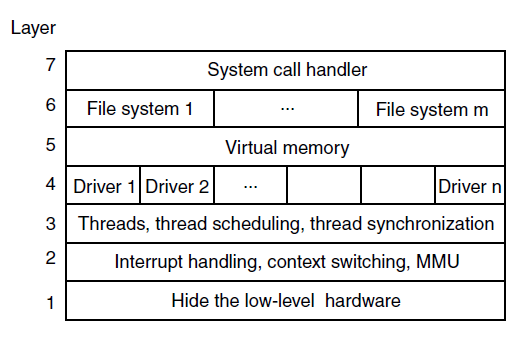 Layer
7 System call handler
6 File system 1 ... File system m
5 Virtual memory
4 Driver 1 Driver 2 ... Driver n
3 Threads, thread scheduling, thread synchronization
2 Interrupt handling, context switching, MMU
1 Hide the low-level hardware